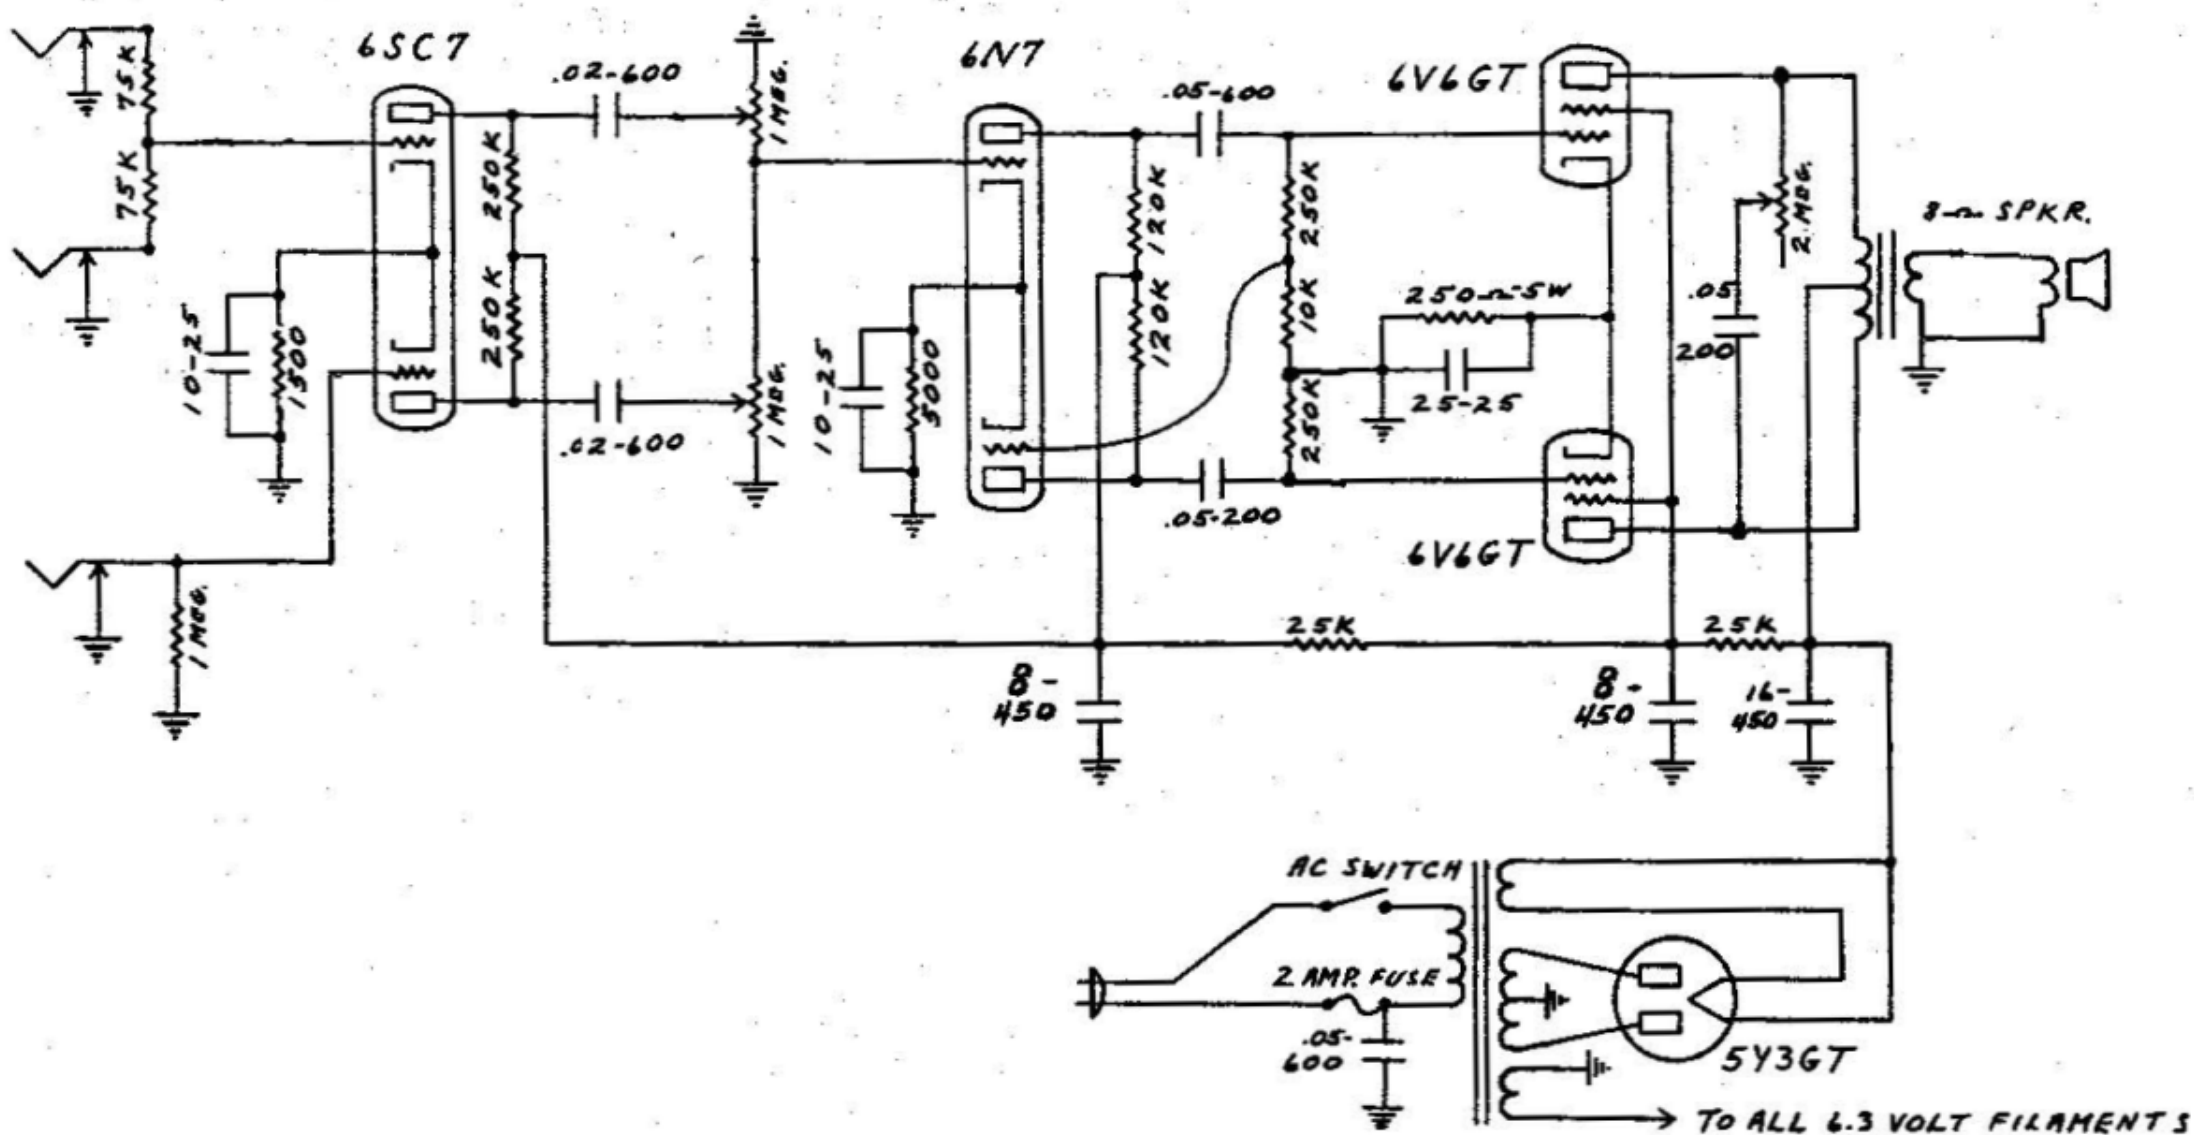 6SC7
6N7
6V6GT
.02-600
.05-600
75K
75K
1 MEG.
250K
250K
10-25
1500
.02-600
1 MEG.
120K
120K
10-25
5000
250K
10K
250K
.05-200
250-Ω-5W
25-25
2 MEG.
.05
200
8-Ω SPKR.
6V6GT
1 MEG.
25K
25K
8-
450
8-
450
16-
450
AC SWITCH
2 AMP. FUSE
.05-
600
5Y3GT
TO ALL 6.3 VOLT FILAMENTS